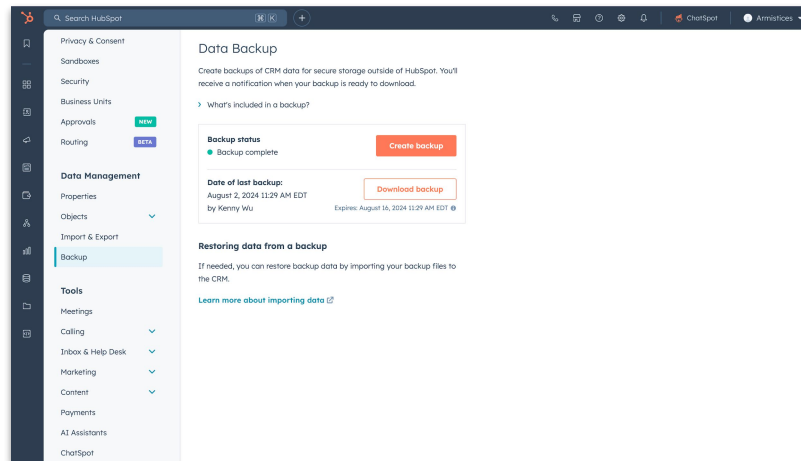 Search HubSpot
⌘ K
+
ChatSpot
Armistices
Privacy & Consent
Sandboxes
Security
Business Units
Approvals NEW
Routing BETA
Data Management
Properties
Objects
Import & Export
Backup
Tools
Meetings
Calling
Inbox & Help Desk
Marketing
Content
Payments
AI Assistants
ChatSpot
Data Backup
Create backups of CRM data for secure storage outside of HubSpot. You'll
receive a notification when your backup is ready to download.
What's included in a backup?
Backup status
Backup complete
Create backup
Date of last backup:
August 2, 2024 11:29 AM EDT
by Kenny Wu
Download backup
Expires: August 16, 2024 11:29 AM EDT
Restoring data from a backup
If needed, you can restore backup data by importing your backup files to
the CRM.
Learn more about importing data